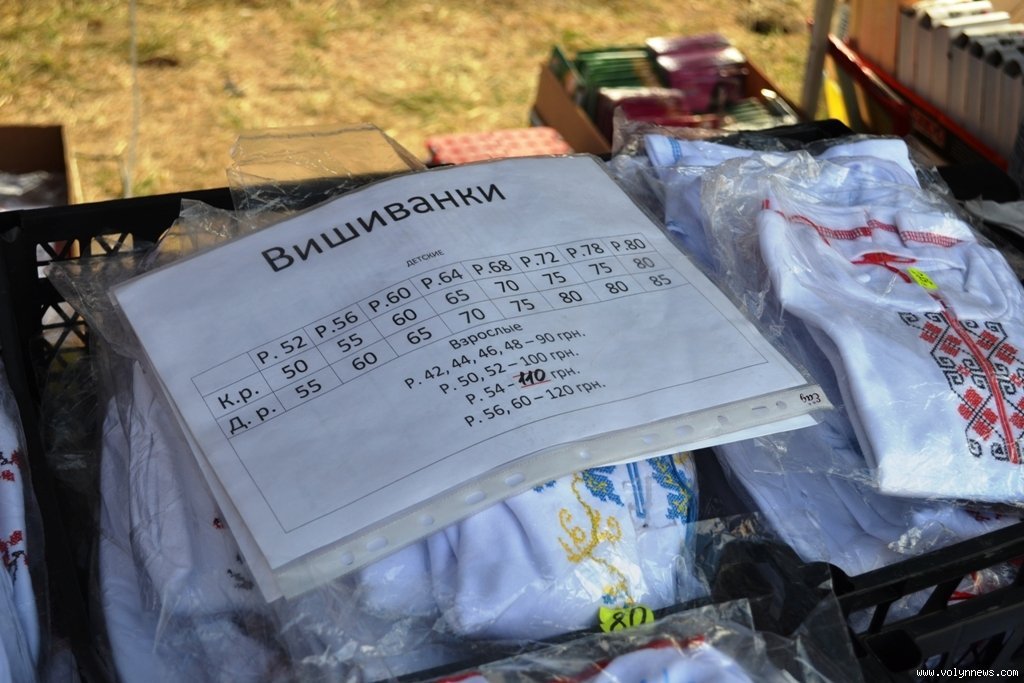 Вишиванки
ДЕТСКИЕ
Р. 52 Р.56 Р.60 Р.64 Р.68 Р.72 Р.78 Р.80
К.р. 50 55 60 65 70 75 75 80
Д. р. 55 60 65 70 75 80 80 85
Взрослые
Р. 42, 44, 46, 48 – 90 грн.
Р. 50, 52 – 100 грн.
Р. 54 – 110 грн.
Р. 56, 60 – 120 грн.
80
www.volynnews.com